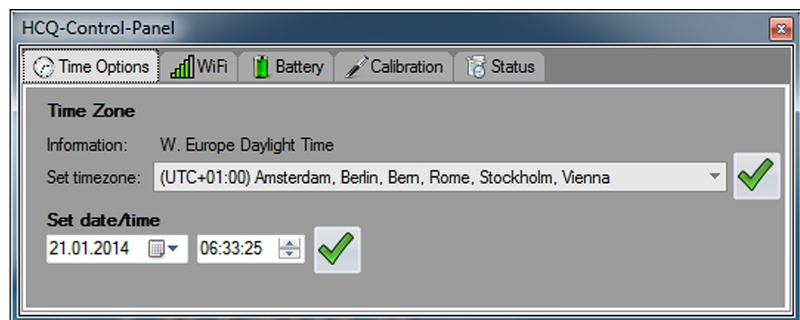 HCQ-Control-Panel
Time Options WiFi Battery Calibration Status
Time Zone
Information: W. Europe Daylight Time
Set timezone: (UTC+01:00) Amsterdam, Berlin, Bern, Rome, Stockholm, Vienna
Set date/time
21.01.2014 06:33:25